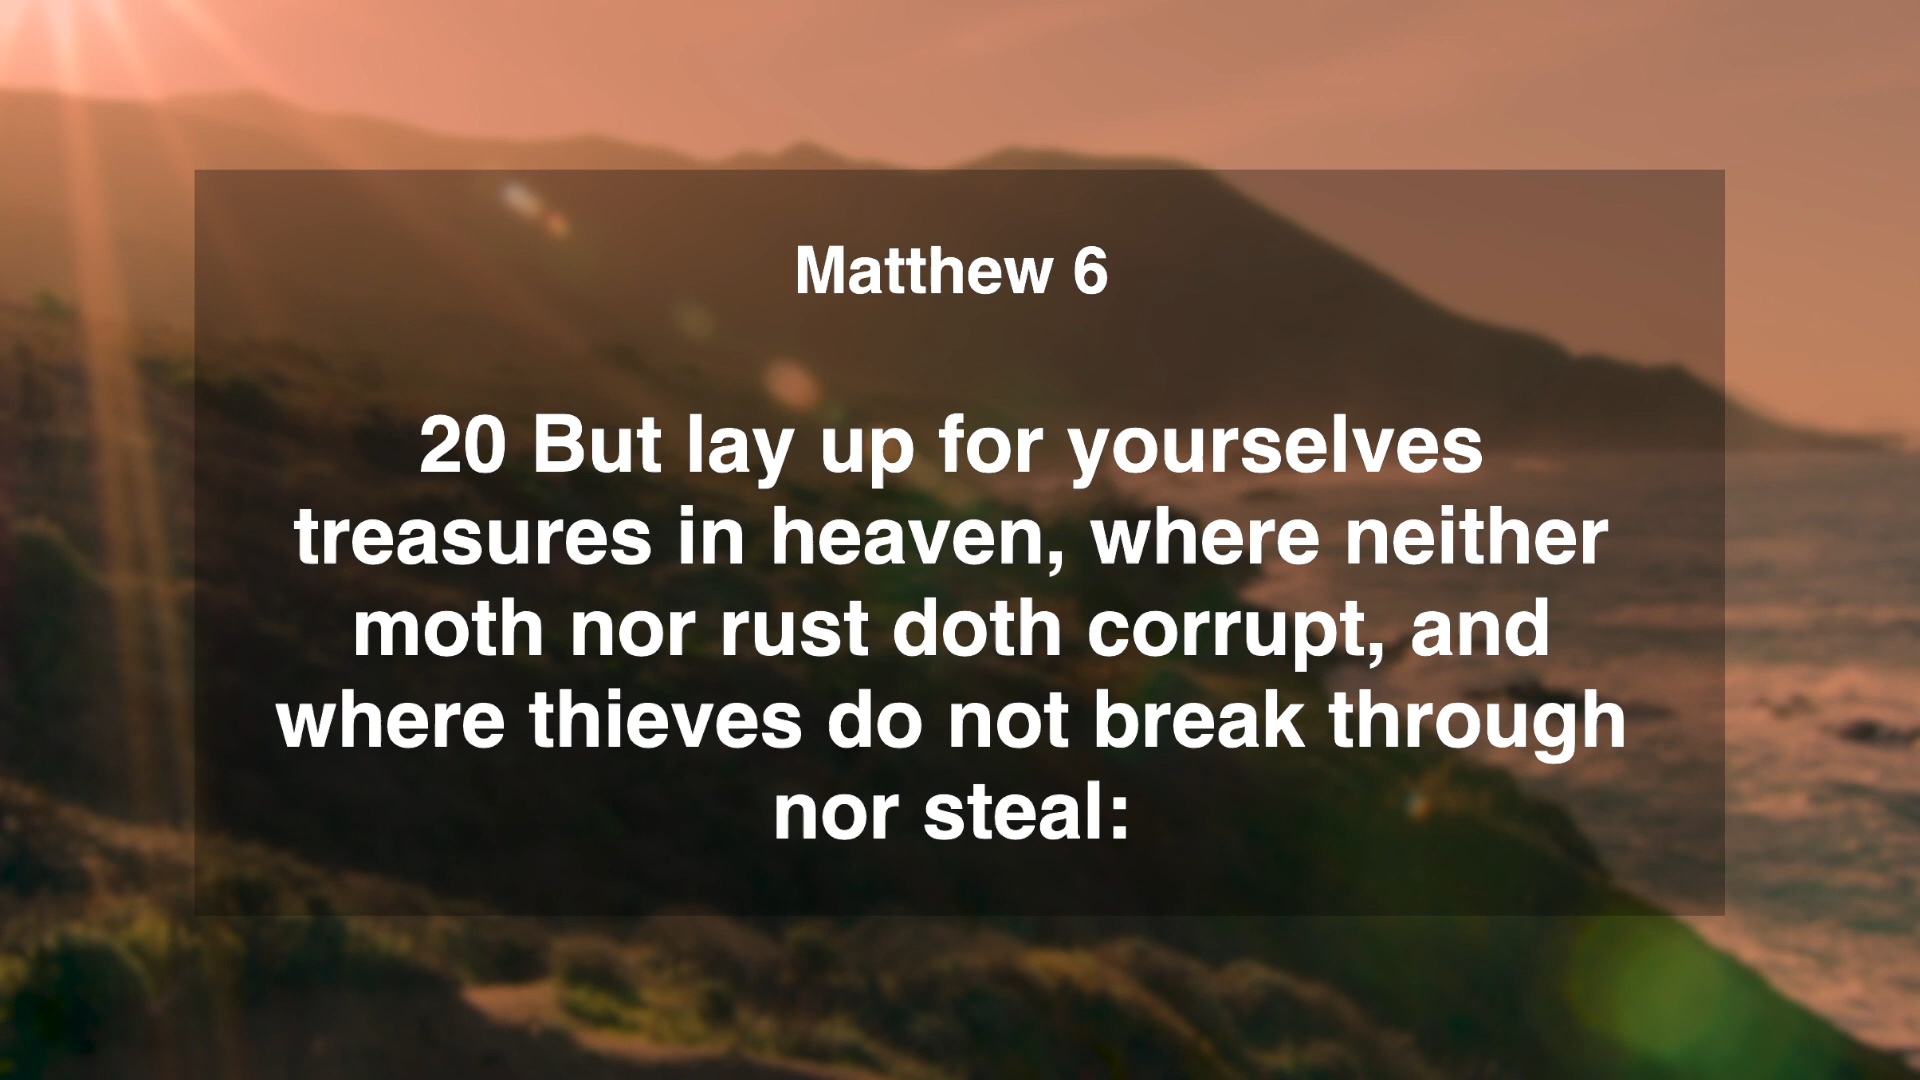 Matthew 6
20 But lay up for yourselves
treasures in heaven, where neither
moth nor rust doth corrupt, and
where thieves do not break through
nor steal: